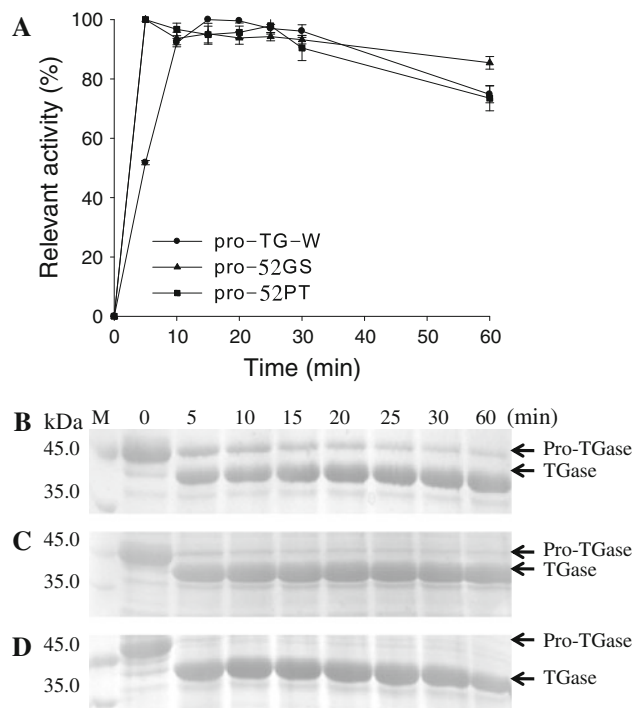 A
Relevant activity (%)
100
80
60
40
20
0
pro-TG-W
pro-52GS
pro-52PT
0 10 20 30 40 50 60
Time (min)
B kDa M 0 5 10 15 20 25 30 60 (min)
45.0 Pro-TGase
TGase
35.0
C 45.0 Pro-TGase
TGase
35.0
D 45.0 Pro-TGase
35.0 TGase